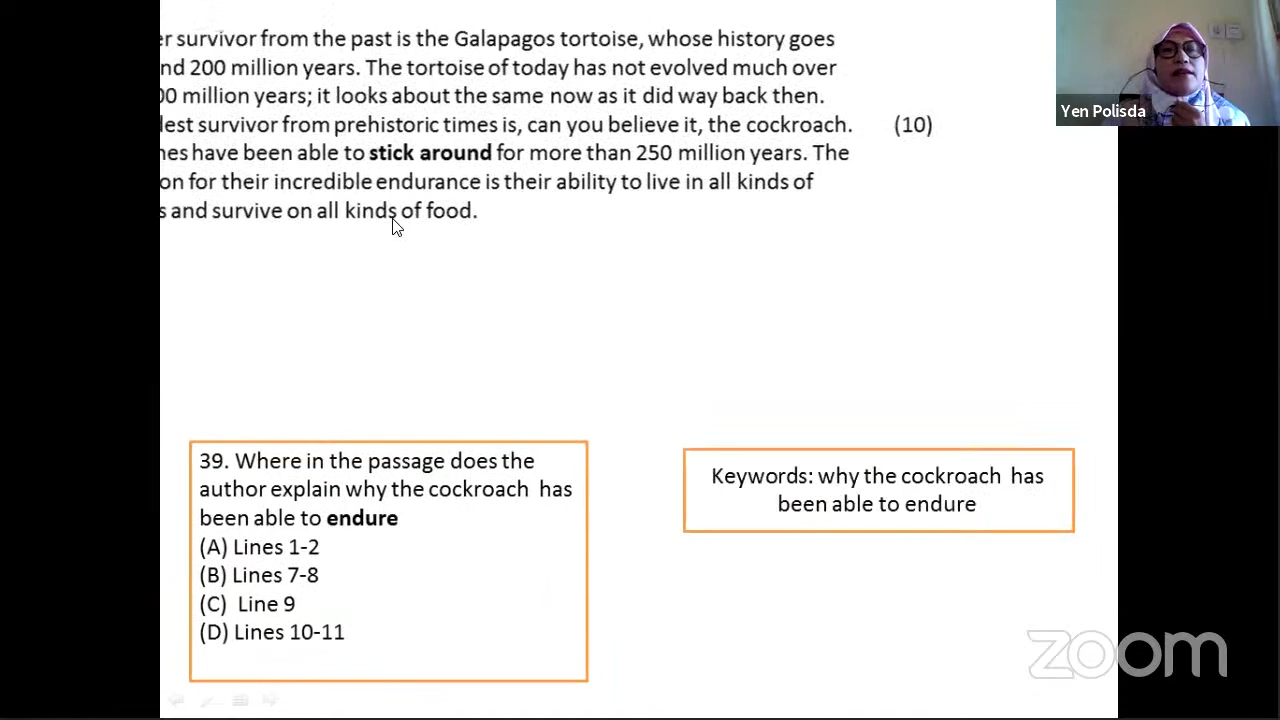 er survivor from the past is the Galapagos tortoise, whose history goes
nd 200 million years. The tortoise of today has not evolved much over
00 million years; it looks about the same now as it did way back then.
lest survivor from prehistoric times is, can you believe it, the cockroach. (10)
nes have been able to stick around for more than 250 million years. The
on for their incredible endurance is their ability to live in all kinds of
s and survive on all kinds of food.
39. Where in the passage does the
author explain why the cockroach has
been able to endure
(A) Lines 1-2
(B) Lines 7-8
(C) Line 9
(D) Lines 10-11
Keywords: why the cockroach has
been able to endure
Yen Polisda
zoom